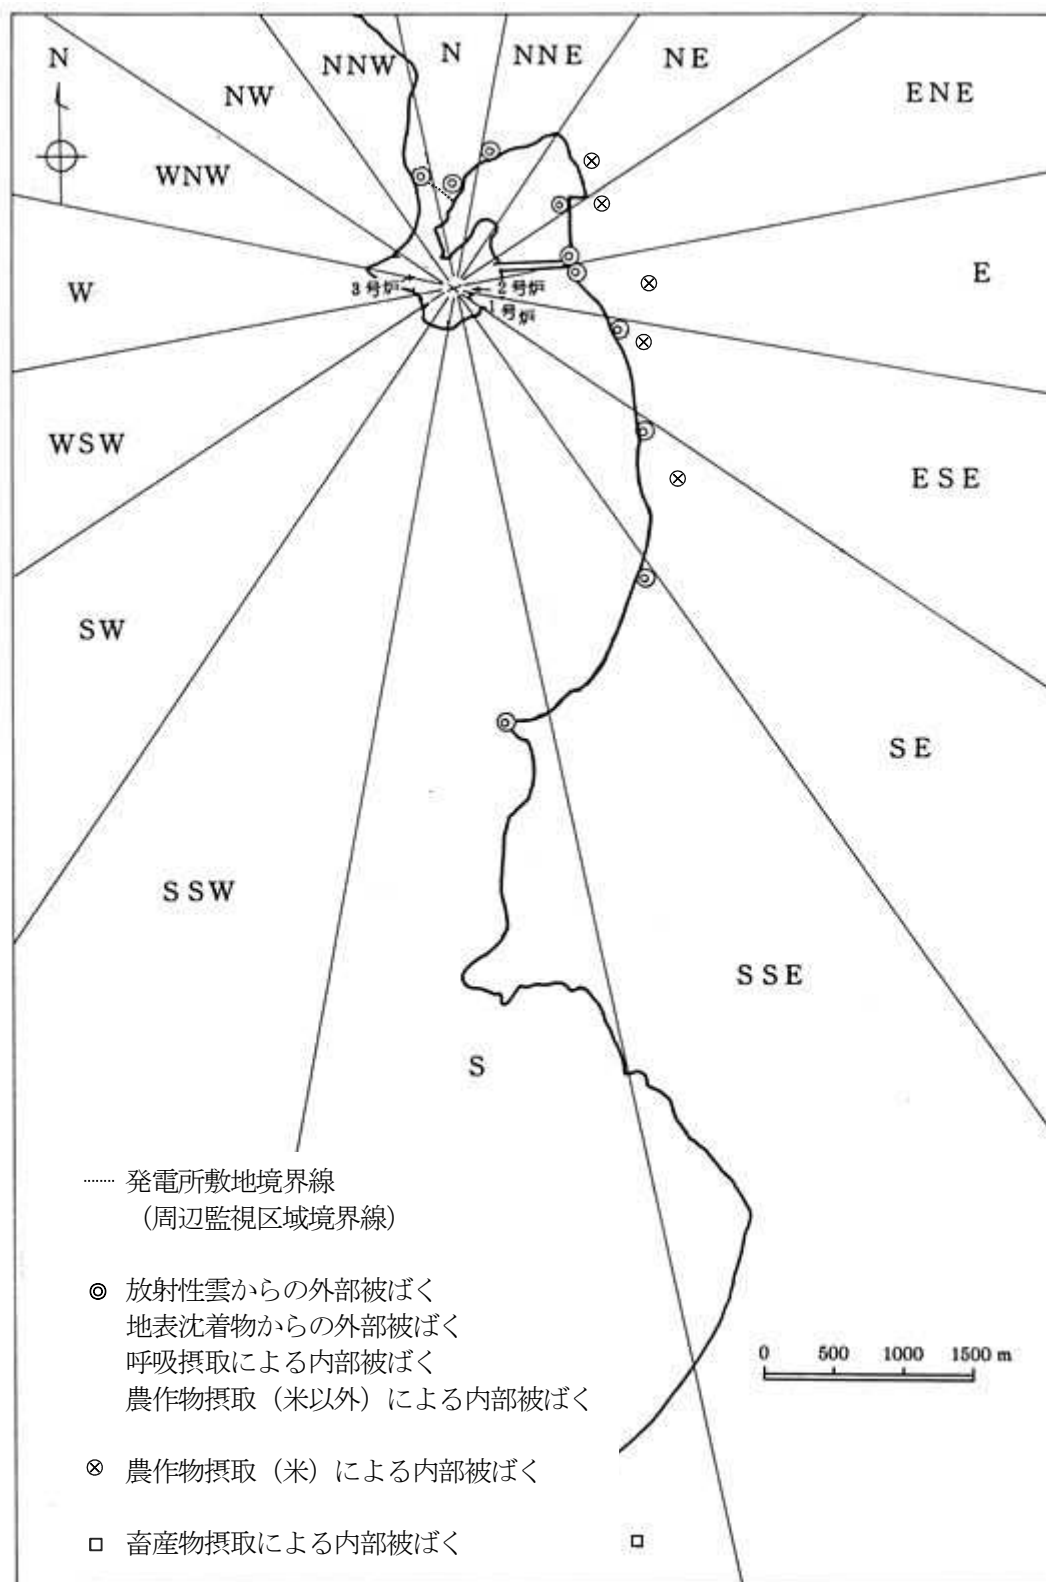 N
NNW
N
NNE
NE
NW
ENE
WNW
W
E
3号炉
2号炉
1号炉
WSW
ESE
SW
SE
SSW
SSE
S
発電所敷地境界線
（周辺監視区域境界線）
放射性雲からの外部被ばく
地表沈着物からの外部被ばく
呼吸摂取による内部被ばく
農作物摂取（米以外）による内部被ばく
0 500 1000 1500 m
農作物摂取（米）による内部被ばく
畜産物摂取による内部被ばく